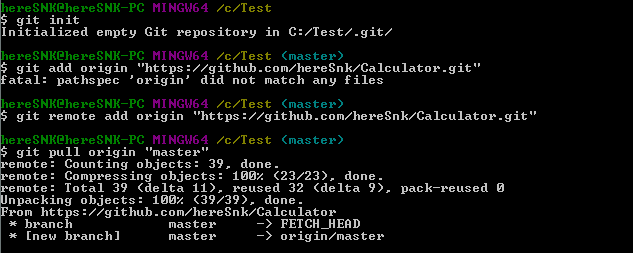 hereSNK@hereSNK-PC MINGW64 /c/Test
$ git init
Initialized empty Git repository in C:/Test/.git/
hereSNK@hereSNK-PC MINGW64 /c/Test (master)
$ git add origin "https://github.com/hereSnk/Calculator.git"
fatal: pathspec 'origin' did not match any files
hereSNK@hereSNK-PC MINGW64 /c/Test (master)
$ git remote add origin "https://github.com/hereSnk/Calculator.git"
hereSNK@hereSNK-PC MINGW64 /c/Test (master)
$ git pull origin "master"
remote: Counting objects: 39, done.
remote: Compressing objects: 100% (23/23), done.
remote: Total 39 (delta 11), reused 32 (delta 9), pack-reused 0
Unpacking objects: 100% (39/39), done.
From https://github.com/hereSnk/Calculator
 * branch            master     -> FETCH_HEAD
 * [new branch]      master     -> origin/master